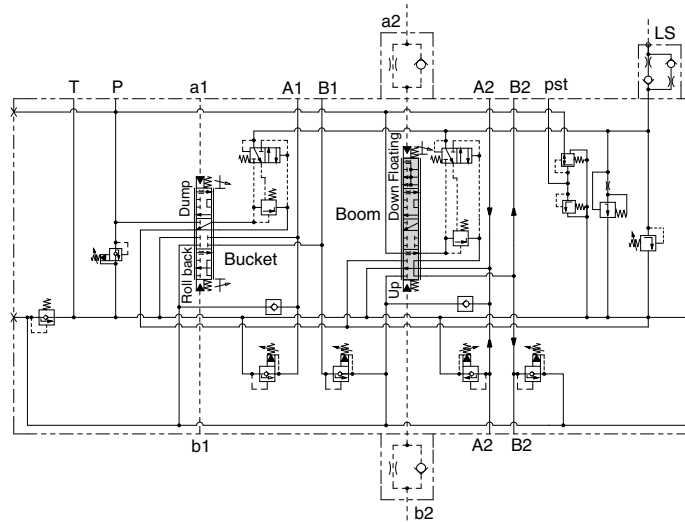 a2
LS
T P a1 A1 B1 A2 B2 pst
Dump
Down Floating
Boom
Bucket
Roll back
Up
b1 A2 B2
b2